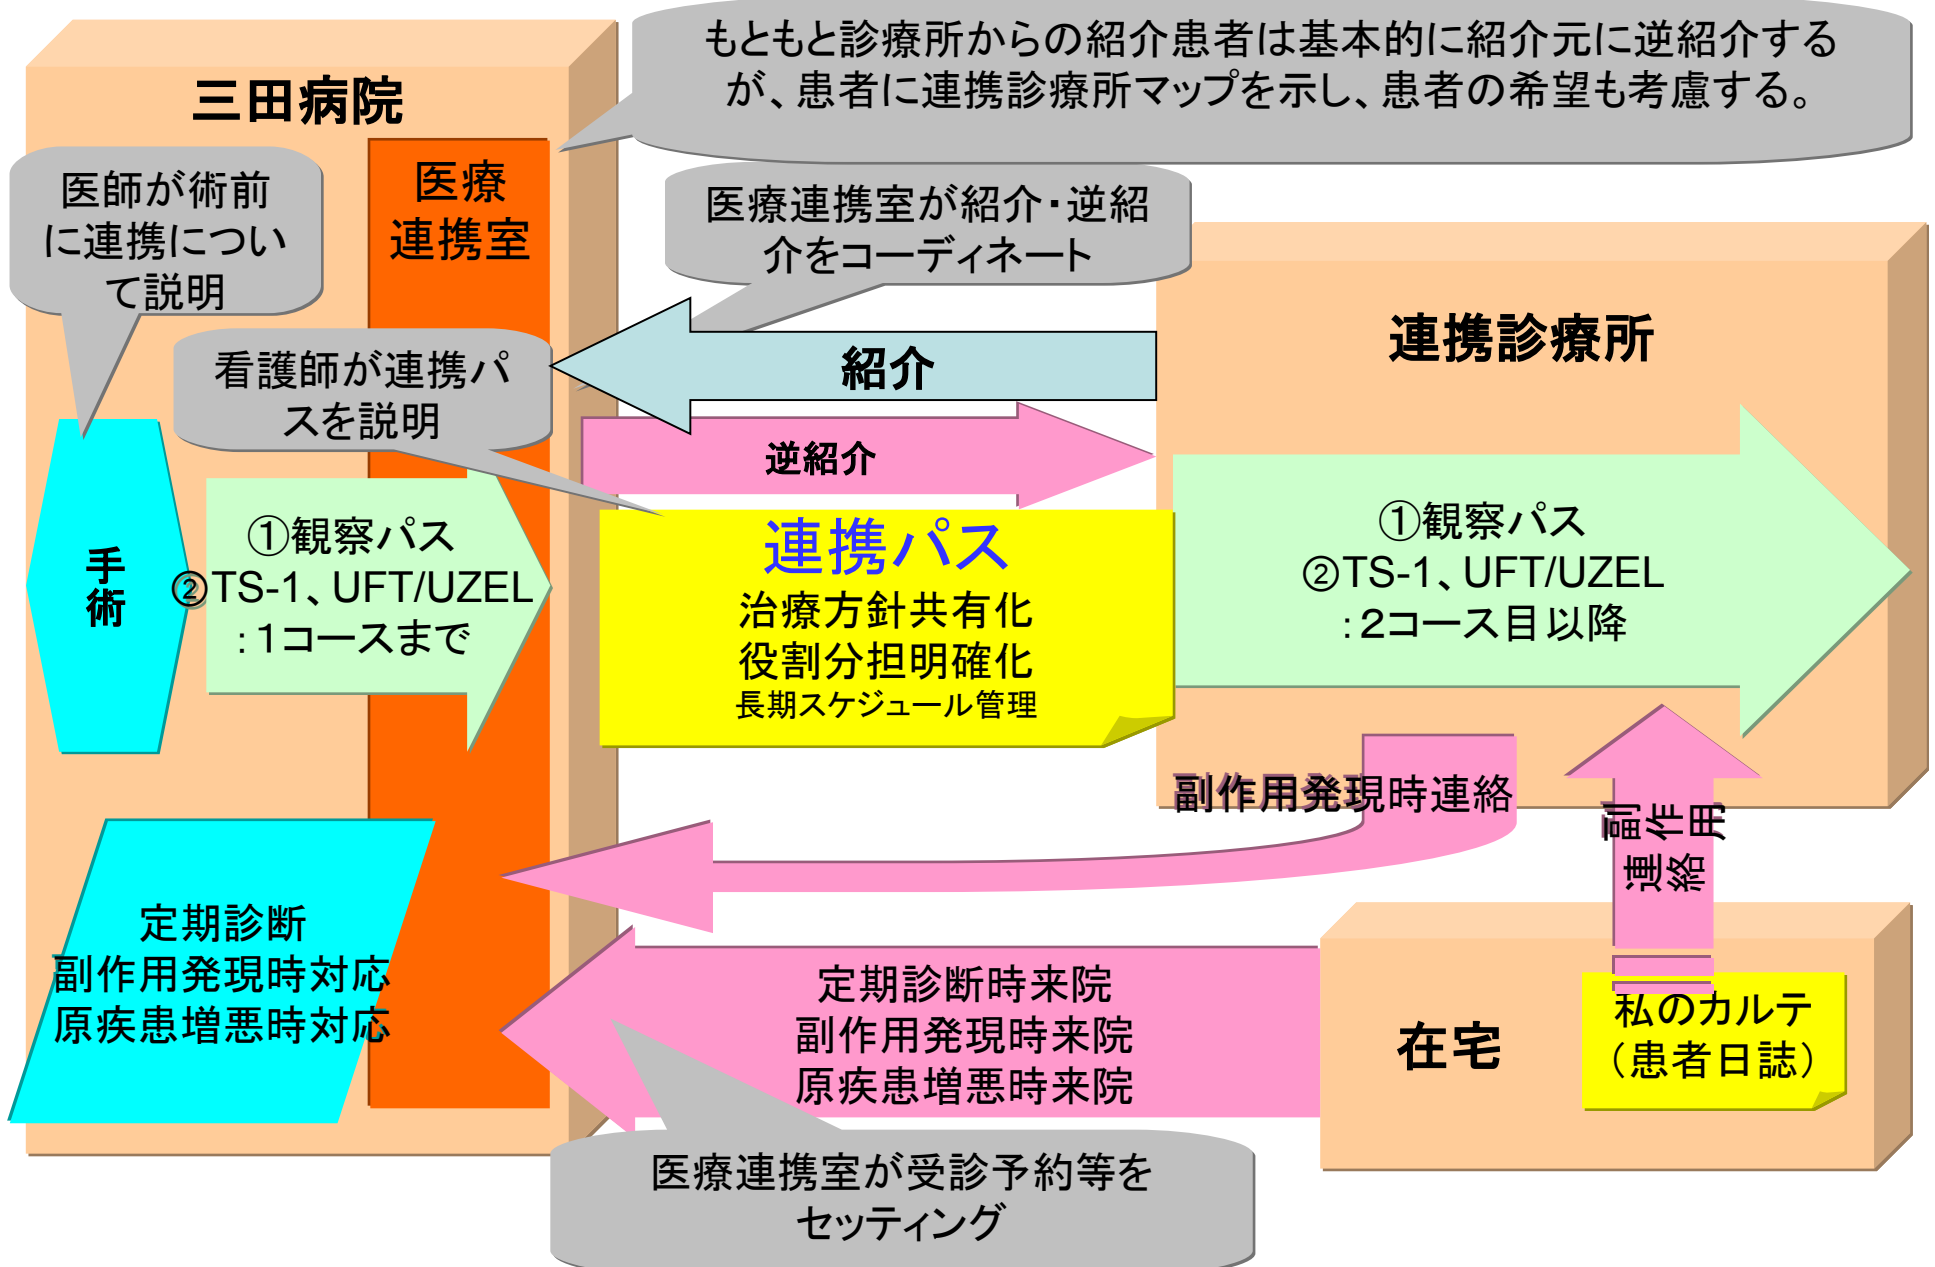 もともと診療所からの紹介患者は基本的に紹介元に逆紹介する
が、患者に連携診療所マップを示し、患者の希望も考慮する。
三田病院
医療
連携室
医師が術前
に連携につい
て説明
医療連携室が紹介・逆紹
介をコーディネート
連携診療所
紹介
看護師が連携パ
スを説明
逆紹介
手術
①観察パス
②TS-1、UFT/UZEL
：１コースまで
連携パス
治療方針共有化
役割分担明確化
長期スケジュール管理
①観察パス
②TS-1、UFT/UZEL
：２コース目以降
副作用発現時連絡
副作用
連絡
定期診断
副作用発現時対応
原疾患増悪時対応
定期診断時来院
副作用発現時来院
原疾患増悪時来院
在宅
私のカルテ
（患者日誌）
医療連携室が受診予約等を
セッティング